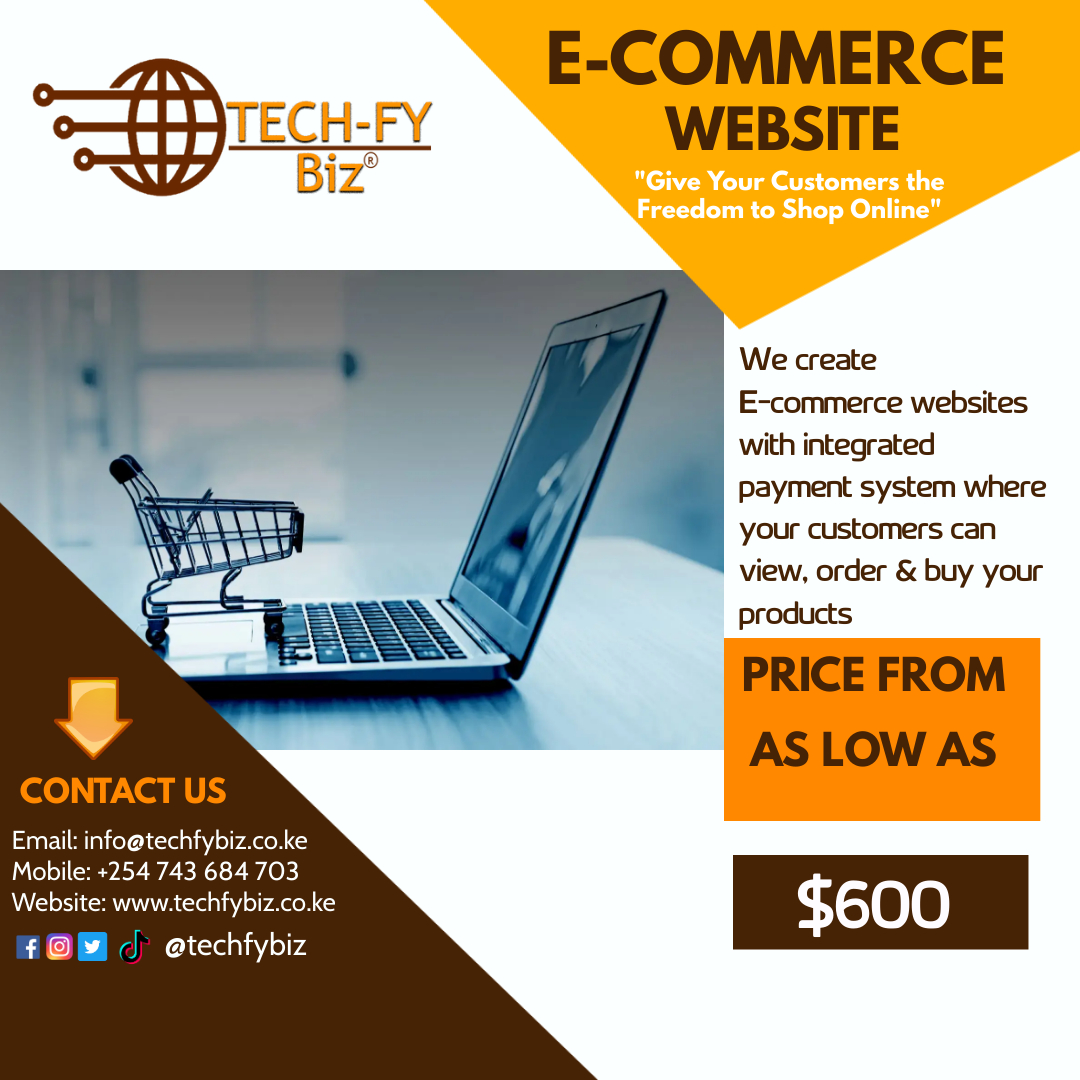 TECH-FY
Biz®
E-COMMERCE
WEBSITE
"Give Your Customers the
Freedom to Shop Online"
We create
E-commerce websites
with integrated
payment system where
your customers can
view, order & buy your
products
PRICE FROM
AS LOW AS
$600
CONTACT US
Email: info@techfybiz.co.ke
Mobile: +254 743 684 703
Website: www.techfybiz.co.ke
@techfybiz